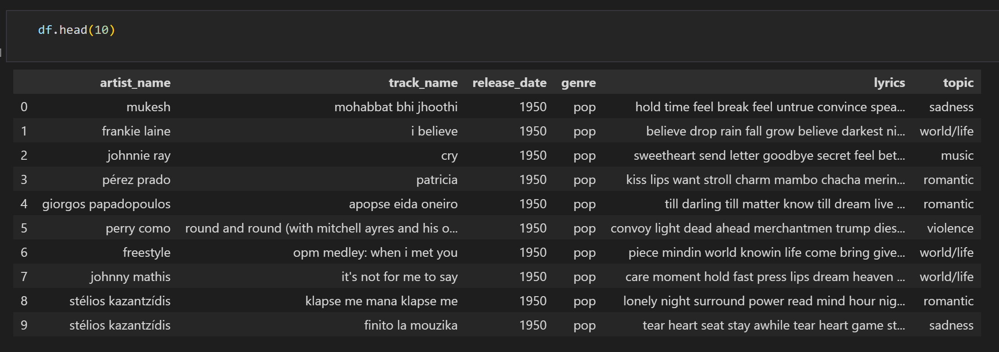 df.head(10)
artist_name track_name release_date genre lyrics topic
0 mukesh mohabbat bhi jhoothi 1950 pop hold time feel break feel untrue convince spea... sadness
1 frankie laine i believe 1950 pop believe drop rain fall grow believe darkest ni... world/life
2 johnnie ray cry 1950 pop sweetheart send letter goodbye secret feel bet... music
3 pérez prado patricia 1950 pop kiss lips want stroll charm mambo chacha merin... romantic
4 giorgos papadopoulos apopse eida oneiro 1950 pop till darling till matter know till dream live ... romantic
5 perry como round and round (with mitchell ayres and his o... 1950 pop convoy light dead ahead merchantmen trump dies... violence
6 freestyle opm medley: when i met you 1950 pop piece mindin world knowin life come bring give... world/life
7 johnny mathis it's not for me to say 1950 pop care moment hold fast press lips dream heaven ... world/life
8 stélios kazantzídis klapse me mana klapse me 1950 pop lonely night surround power read mind hour nig... romantic
9 stélios kazantzídis finito la mouzika 1950 pop tear heart seat stay awhile tear heart game st... sadness